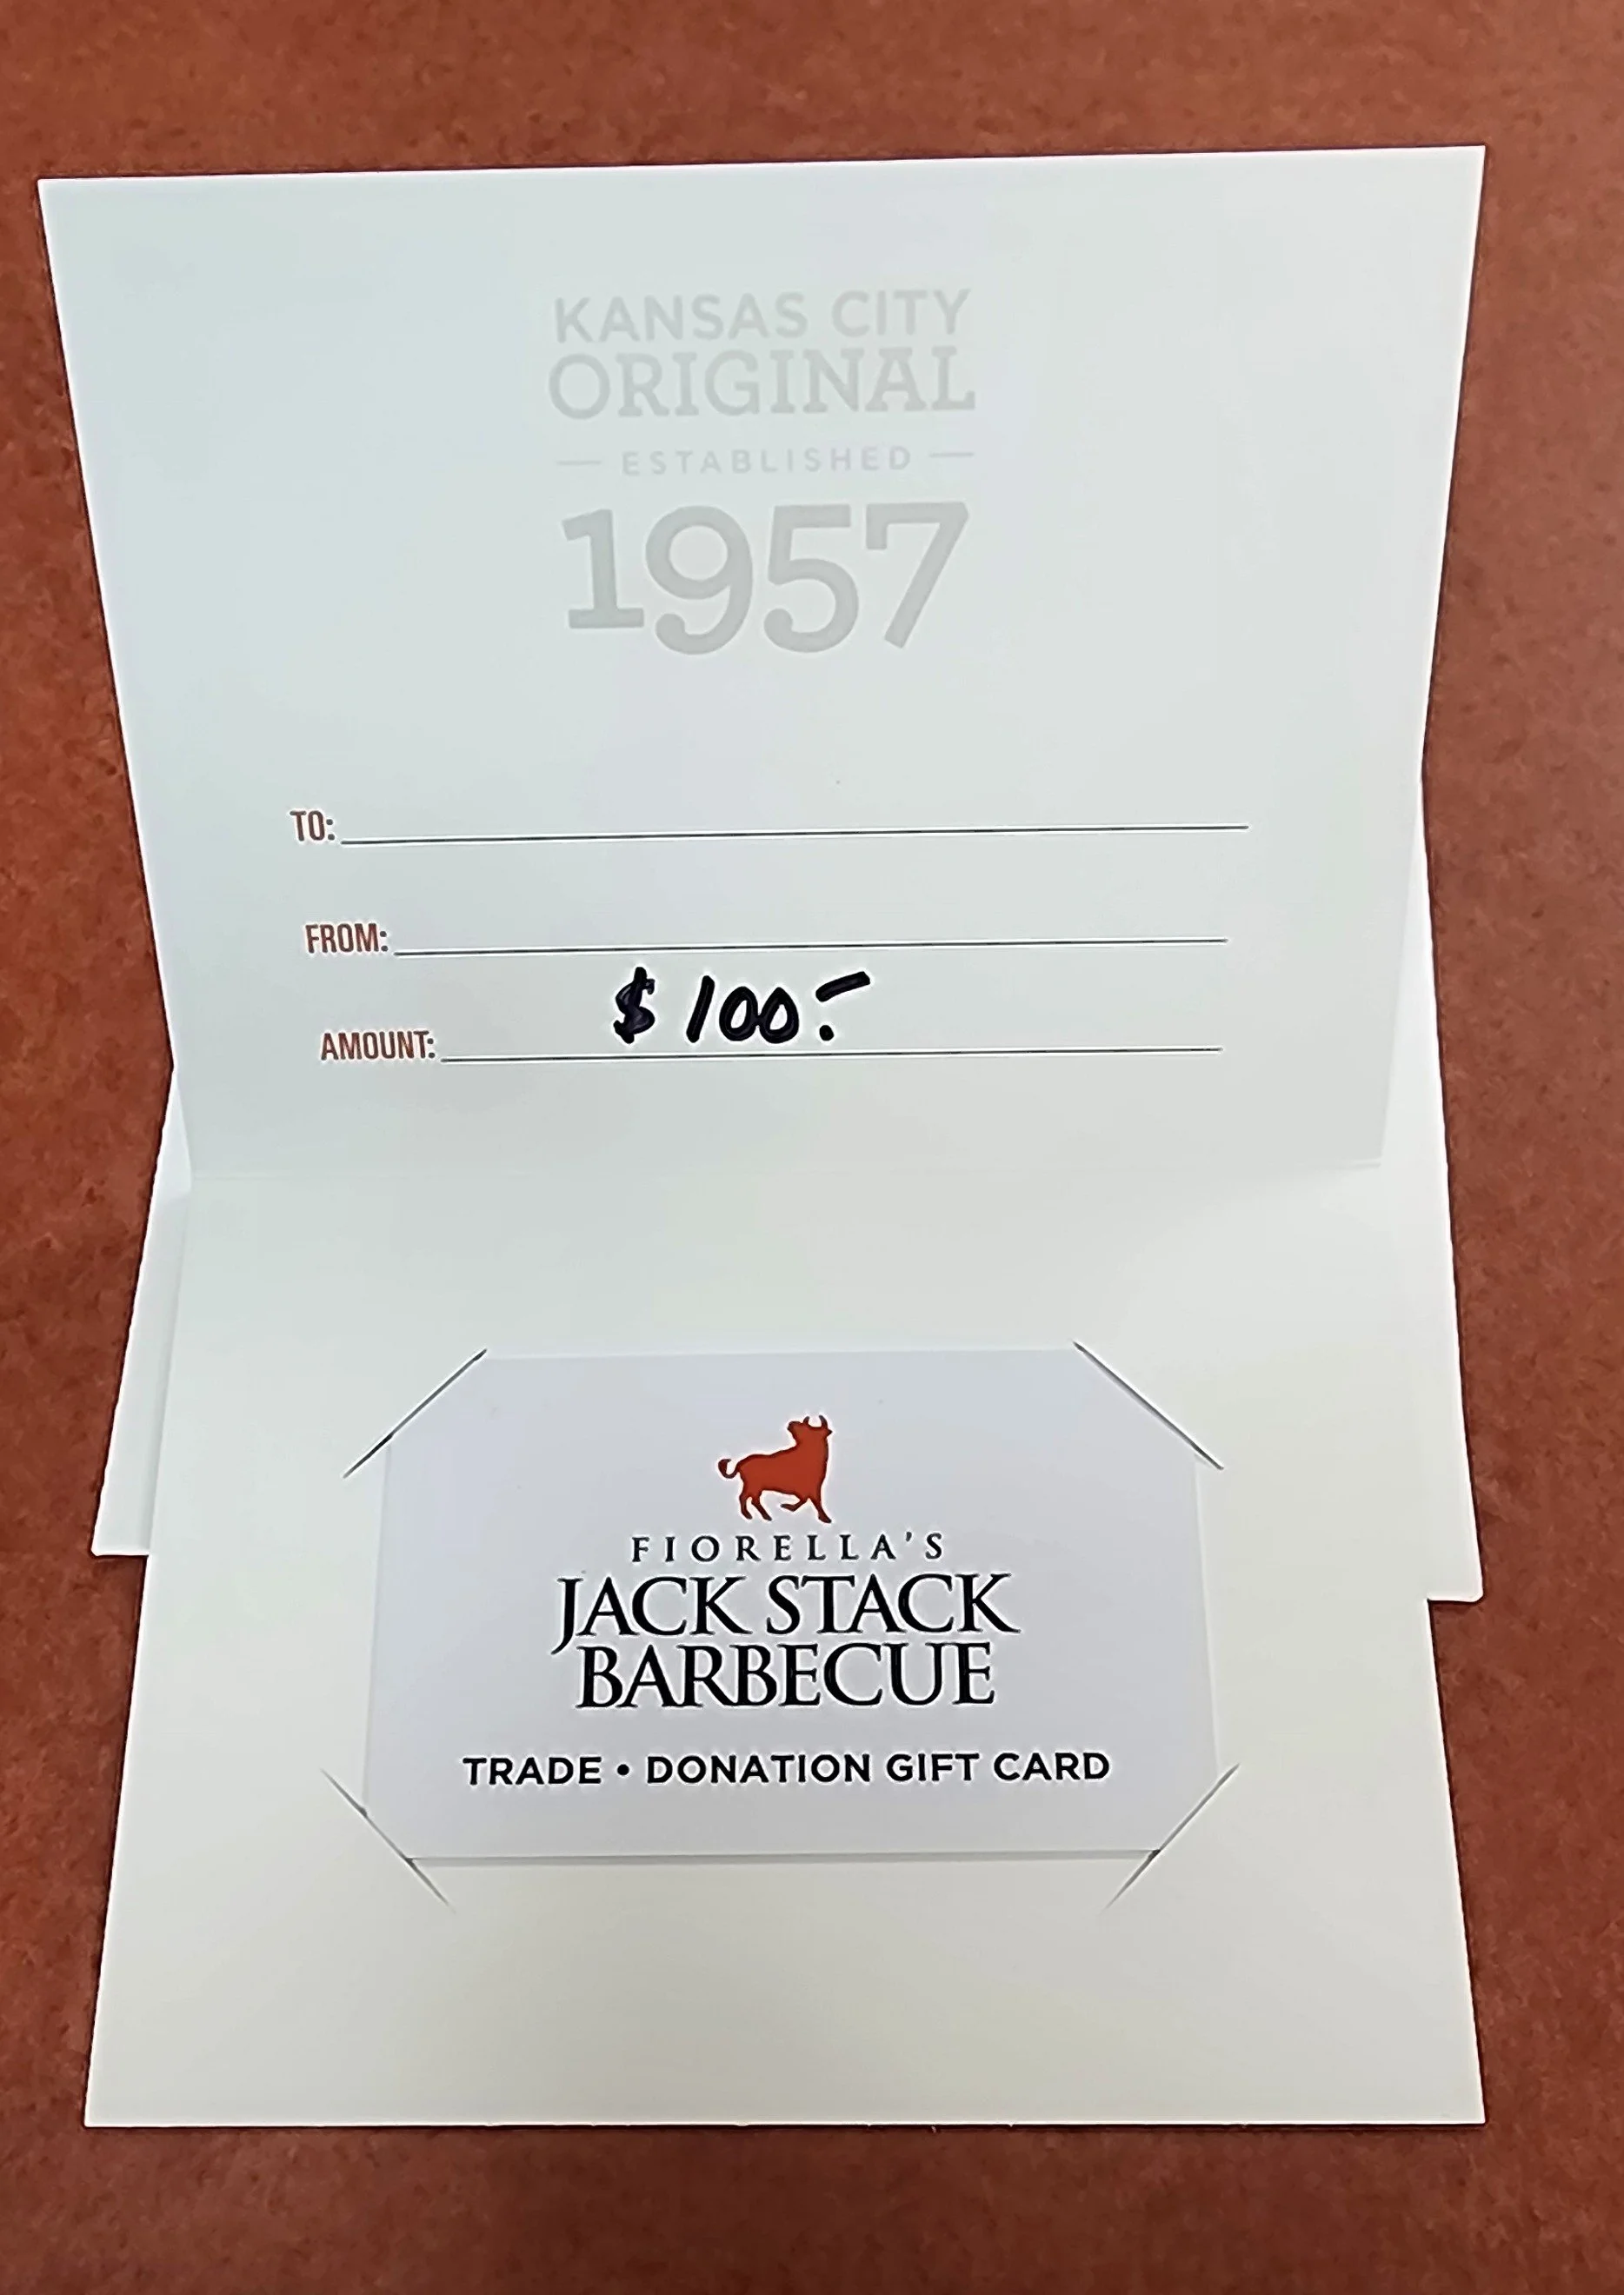 KANSAS CITY
ORIGINAL
— ESTABLISHED —
1957
TO:
FROM:
AMOUNT: $100.-
FIORELLA'S
JACK STACK
BARBECUE
TRADE • DONATION GIFT CARD